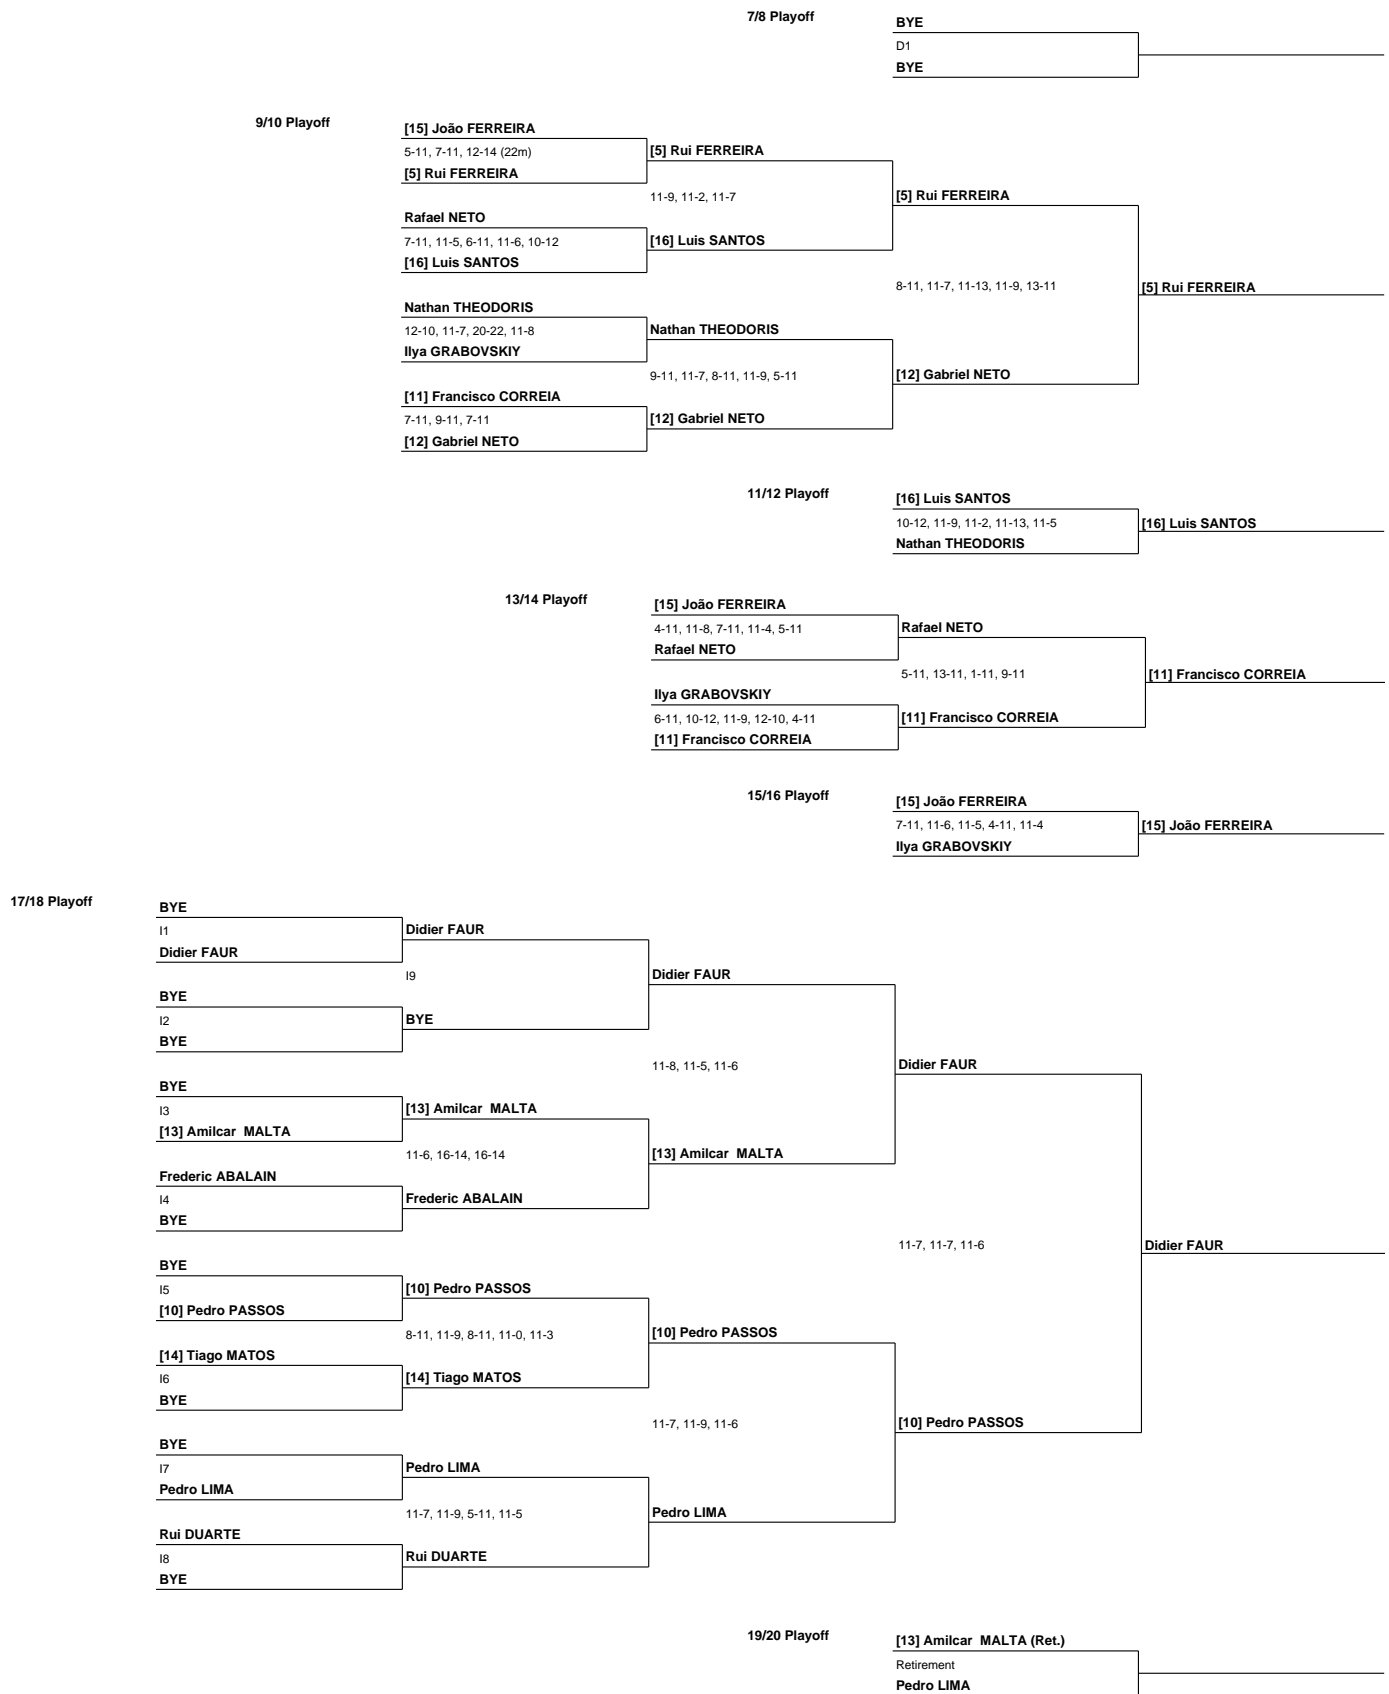 7/8 Playoff
BYE
D1
BYE
9/10 Playoff
[15] João FERREIRA
5-11, 7-11, 12-14 (22m)
[5] Rui FERREIRA
[5] Rui FERREIRA
11-9, 11-2, 11-7
[5] Rui FERREIRA
Rafael NETO
7-11, 11-5, 6-11, 11-6, 10-12
[16] Luis SANTOS
[16] Luis SANTOS
8-11, 11-7, 11-13, 11-9, 13-11
[5] Rui FERREIRA
Nathan THEODORIS
12-10, 11-7, 20-22, 11-8
Nathan THEODORIS
Ilya GRABOVSKIY
9-11, 11-7, 8-11, 11-9, 5-11
[12] Gabriel NETO
[11] Francisco CORREIA
7-11, 9-11, 7-11
[12] Gabriel NETO
[12] Gabriel NETO
11/12 Playoff
[16] Luis SANTOS
10-12, 11-9, 11-2, 11-13, 11-5
[16] Luis SANTOS
Nathan THEODORIS
13/14 Playoff
[15] João FERREIRA
4-11, 11-8, 7-11, 11-4, 5-11
Rafael NETO
Rafael NETO
5-11, 13-11, 1-11, 9-11
[11] Francisco CORREIA
Ilya GRABOVSKIY
6-11, 10-12, 11-9, 12-10, 4-11
[11] Francisco CORREIA
[11] Francisco CORREIA
15/16 Playoff
[15] João FERREIRA
7-11, 11-6, 11-5, 4-11, 11-4
[15] João FERREIRA
Ilya GRABOVSKIY
17/18 Playoff
BYE
I1
Didier FAUR
Didier FAUR
I9
Didier FAUR
BYE
I2
BYE
BYE
11-8, 11-5, 11-6
Didier FAUR
BYE
I3
[13] Amilcar  MALTA
[13] Amilcar  MALTA
11-6, 16-14, 16-14
[13] Amilcar  MALTA
Frederic ABALAIN
I4
Frederic ABALAIN
BYE
11-7, 11-7, 11-6
Didier FAUR
BYE
I5
[10] Pedro PASSOS
[10] Pedro PASSOS
8-11, 11-9, 8-11, 11-0, 11-3
[10] Pedro PASSOS
[14] Tiago MATOS
I6
[14] Tiago MATOS
BYE
11-7, 11-9, 11-6
[10] Pedro PASSOS
BYE
I7
Pedro LIMA
Pedro LIMA
11-7, 11-9, 5-11, 11-5
Pedro LIMA
Rui DUARTE
I8
Rui DUARTE
BYE
19/20 Playoff
[13] Amilcar  MALTA (Ret.)
Retirement
Pedro LIMA